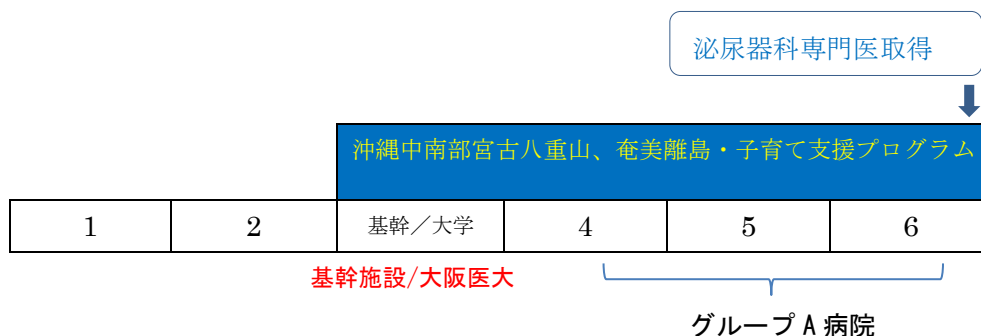 泌尿器科専門医取得
沖縄中南部宮古八重山、奄美離島・子育て支援プログラム
1 2 基幹／大学 4 5 6
基幹施設/大阪医大
グループ A 病院